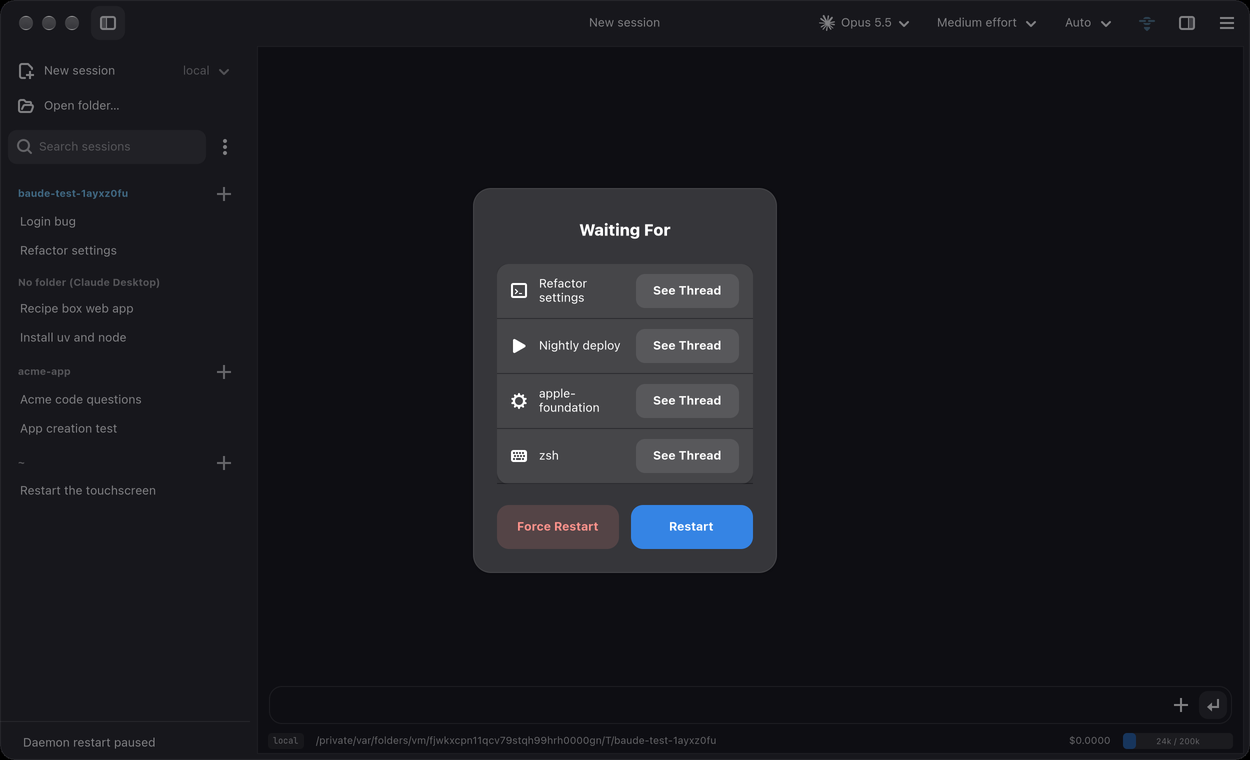 New session
Opus 5.5
Medium effort
Auto
New session
local
Open folder...
Search sessions
baude-test-1ayxz0fu
Login bug
Refactor settings
No folder (Claude Desktop)
Recipe box web app
Install uv and node
acme-app
Acme code questions
App creation test
~
Restart the touchscreen
Daemon restart paused
Waiting For
Refactor
settings
See Thread
Nightly deploy
See Thread
apple-
foundation
See Thread
zsh
See Thread
Force Restart
Restart
local
/private/var/folders/vm/fjwkxcpn11qcv79stqh99hrh0000gn/T/baude-test-1ayxz0fu
$0.0000
24k / 200k